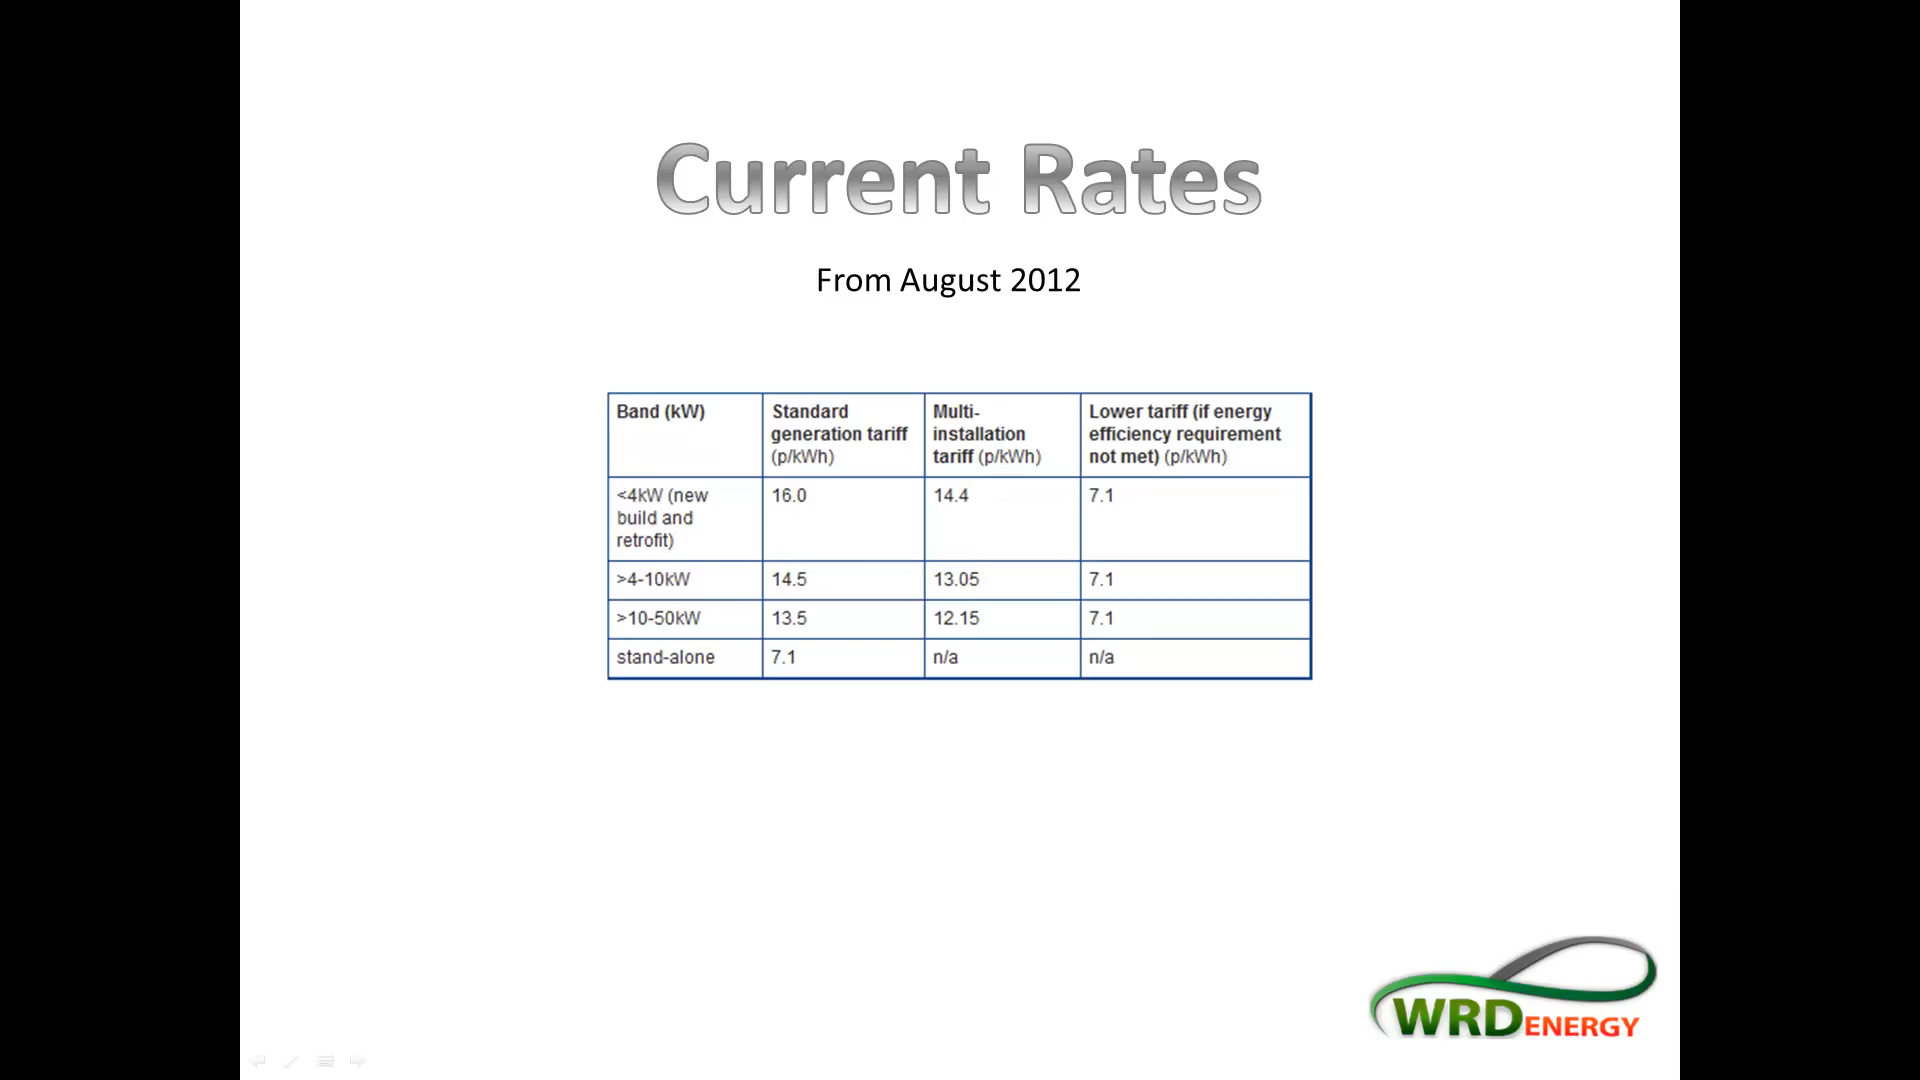 Current Rates
From August 2012
Band (kW)
Standard
generation tariff
(p/kWh)
Multi-
installation
tariff (p/kWh)
Lower tariff (if energy
efficiency requirement
not met) (p/kWh)
<4kW (new
build and
retrofit)
16.0
14.4
7.1
>4-10kW
14.5
13.05
7.1
>10-50kW
13.5
12.15
7.1
stand-alone
7.1
n/a
n/a
WRDENERGY